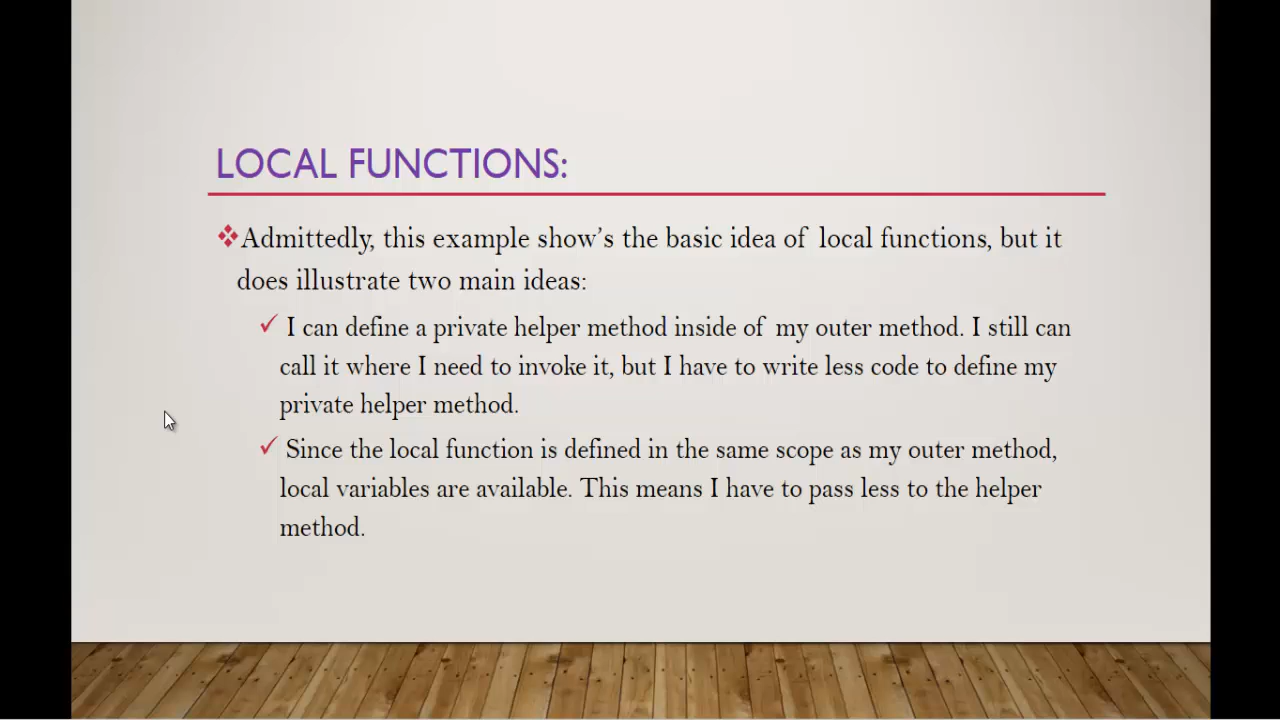 LOCAL FUNCTIONS:
Admittedly, this example show's the basic idea of local functions, but it
does illustrate two main ideas:
I can define a private helper method inside of my outer method. I still can
call it where I need to invoke it, but I have to write less code to define my
private helper method.
Since the local function is defined in the same scope as my outer method,
local variables are available. This means I have to pass less to the helper
method.